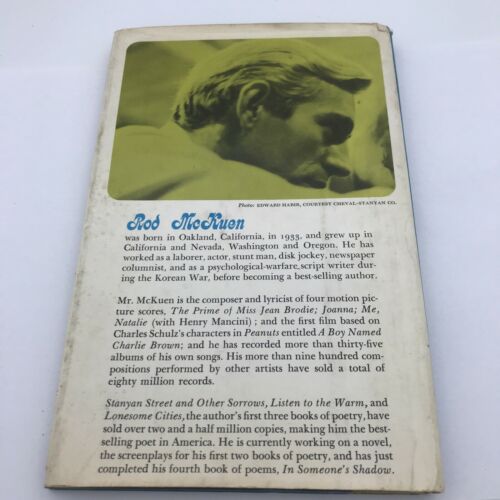 Photo: EDWARD HABIB, COURTESY CHEVAL-STANYAN CO.
Rod McKuen
was born in Oakland, California, in 1933, and grew up in
California and Nevada, Washington and Oregon. He has
worked as a laborer, actor, stunt man, disk jockey, newspaper
columnist, and as a psychological-warfare script writer dur-
ing the Korean War, before becoming a best-selling author.
Mr. McKuen is the composer and lyricist of four motion pic-
ture scores, The Prime of Miss Jean Brodie; Joanna; Me,
Natalie (with Henry Mancini) ; and the first film based on
Charles Schulz's characters in Peanuts entitled A Boy Named
Charlie Brown; and he has recorded more than thirty-five
albums of his own songs. His more than nine hundred com-
positions performed by other artists have sold a total of
eighty million records.
Stanyan Street and Other Sorrows, Listen to the Warm, and
Lonesome Cities, the author's first three books of poetry, have
sold over two and a half million copies, making him the best-
selling poet in America. He is currently working on a novel,
the screenplays for his first two books of poetry, and has just
completed his fourth book of poems, In Someone's Shadow.